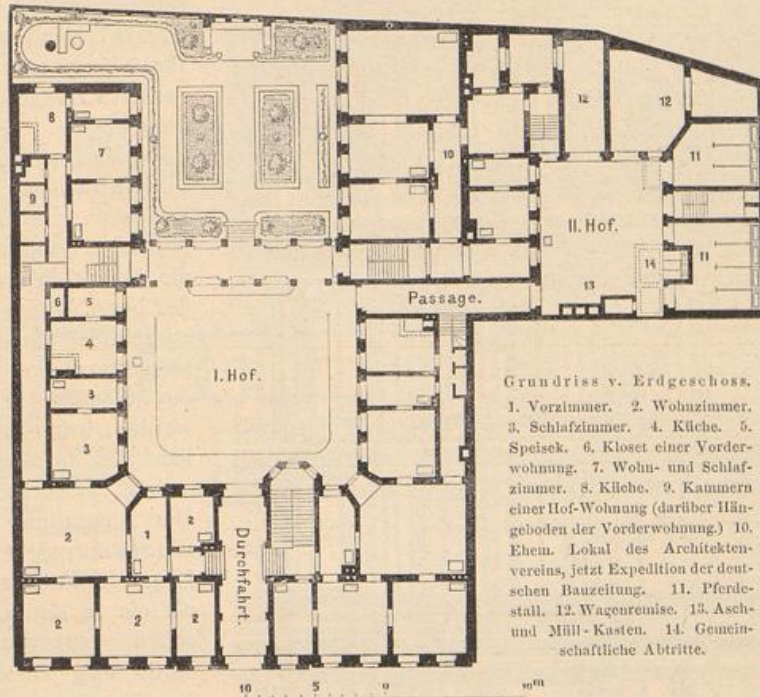 8
7
9
12
12
10
11
II. Hof.
14
11
13
Passage.
6
5
4
I. Hof.
3
3
2
1
2
Durchfahrt.
2
2
2
Grundriss v. Erdgeschoss.
1. Vorzimmer. 2. Wohnzimmer.
3. Schlafzimmer. 4. Küche. 5.
Speisek. 6. Kloset einer Vorder-
wohnung. 7. Wohn- und Schlaf-
zimmer. 8. Küche. 9. Kammern
einer Hof-Wohnung (darüber Hän-
geboden der Vorderwohnung.) 10.
Ehem. Lokal des Architekten-
vereins, jetzt Expedition der deut-
schen Bauzeitung. 11. Pferde-
stall. 12. Wagenremise. 13. Asch-
und Müll-Kasten. 14. Gemein-
schaftliche Abtritte.
10 5 0 10m